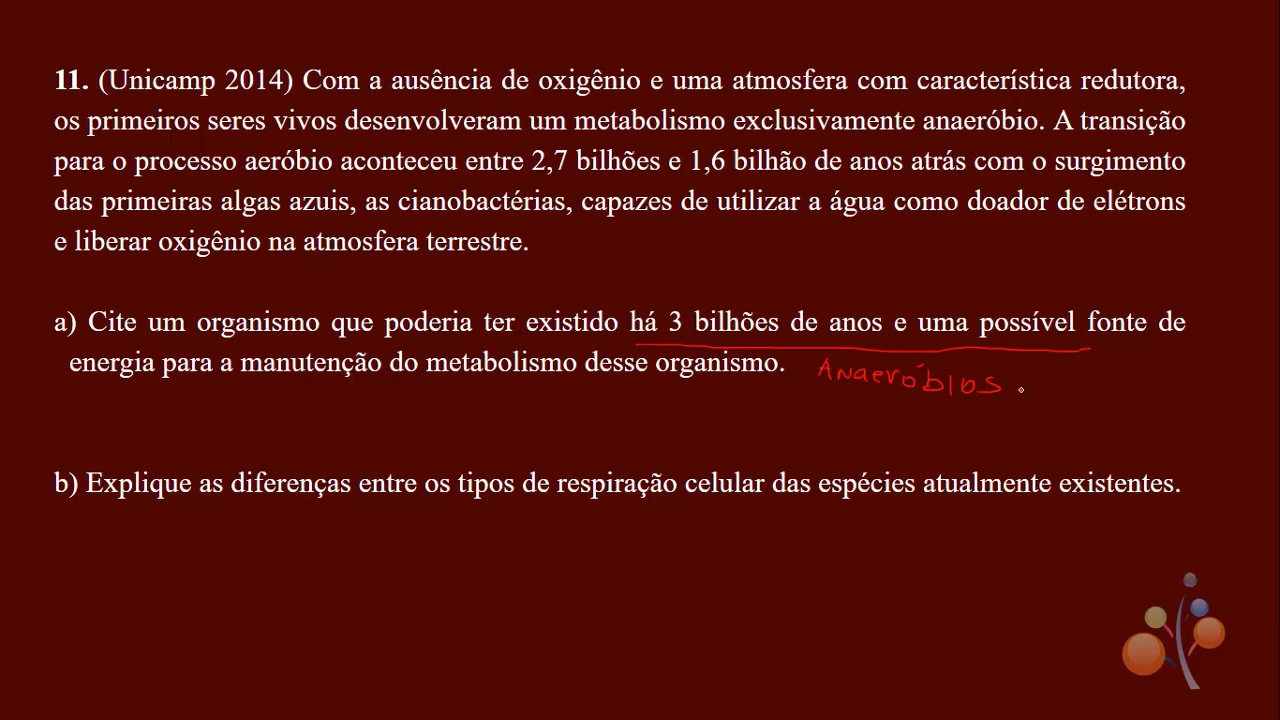 11. (Unicamp 2014) Com a ausência de oxigênio e uma atmosfera com característica redutora,
os primeiros seres vivos desenvolveram um metabolismo exclusivamente anaeróbio. A transição
para o processo aeróbio aconteceu entre 2,7 bilhões e 1,6 bilhão de anos atrás com o surgimento
das primeiras algas azuis, as cianobactérias, capazes de utilizar a água como doador de elétrons
e liberar oxigênio na atmosfera terrestre.
a) Cite um organismo que poderia ter existido há 3 bilhões de anos e uma possível fonte de
energia para a manutenção do metabolismo desse organismo.
Anaeróbios
b) Explique as diferenças entre os tipos de respiração celular das espécies atualmente existentes.